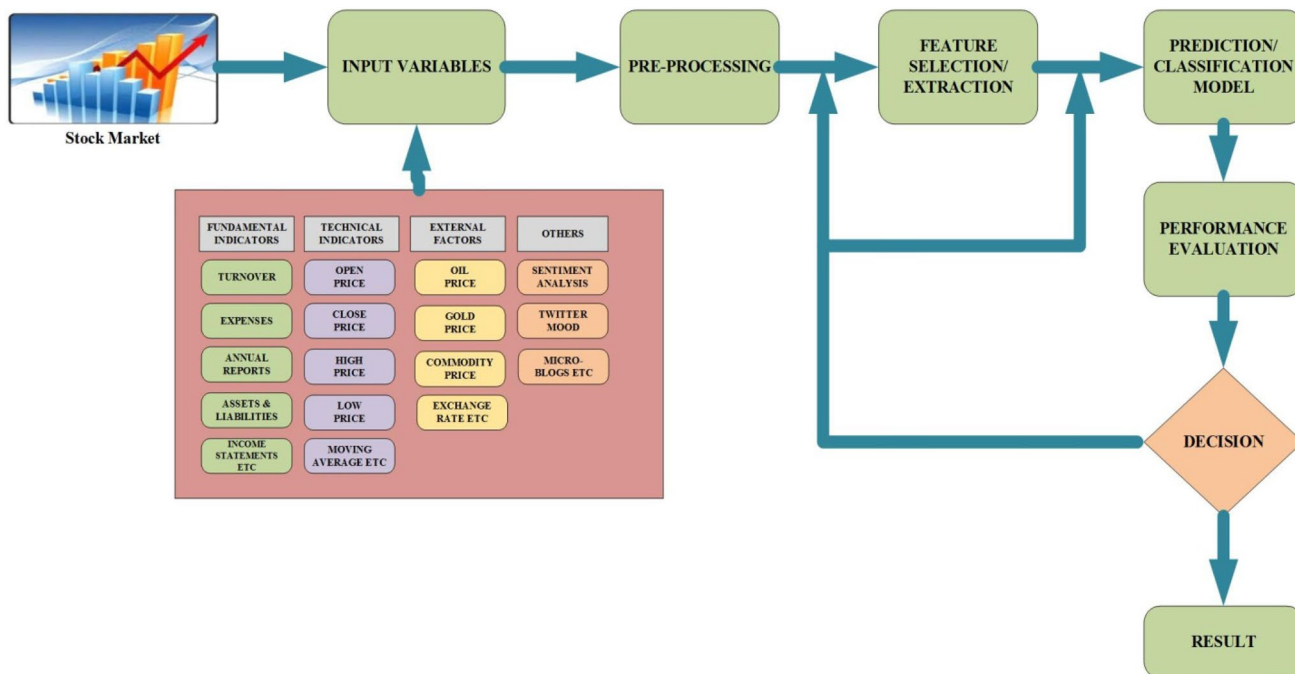 Stock Market
INPUT VARIABLES
PRE-PROCESSING
FEATURE
SELECTION/
EXTRACTION
PREDICTION/
CLASSIFICATION
MODEL
PERFORMANCE
EVALUATION
DECISION
RESULT
FUNDAMENTAL
INDICATORS
TURNOVER
EXPENSES
ANNUAL
REPORTS
ASSETS &
LIABILITIES
INCOME
STATEMENTS
ETC
TECHNICAL
INDICATORS
OPEN
PRICE
CLOSE
PRICE
HIGH
PRICE
LOW
PRICE
MOVING
AVERAGE ETC
EXTERNAL
FACTORS
OIL
PRICE
GOLD
PRICE
COMMODITY
PRICE
EXCHANGE
RATE ETC
OTHERS
SENTIMENT
ANALYSIS
TWITTER
MOOD
MICRO-
BLOGS ETC